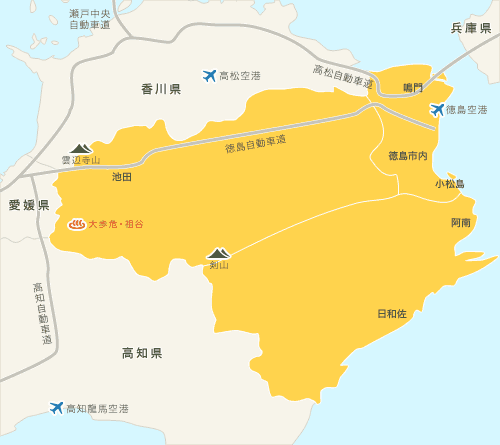 瀬戸中央
自動車道
兵庫県
高松空港
香川県
高松自動車道
鳴門
徳島空港
徳島自動車道
雲辺寺山
徳島市内
池田
小松島
愛媛県
大歩危・祖谷
阿南
剣山
高知自動車道
日和佐
高知県
高知龍馬空港